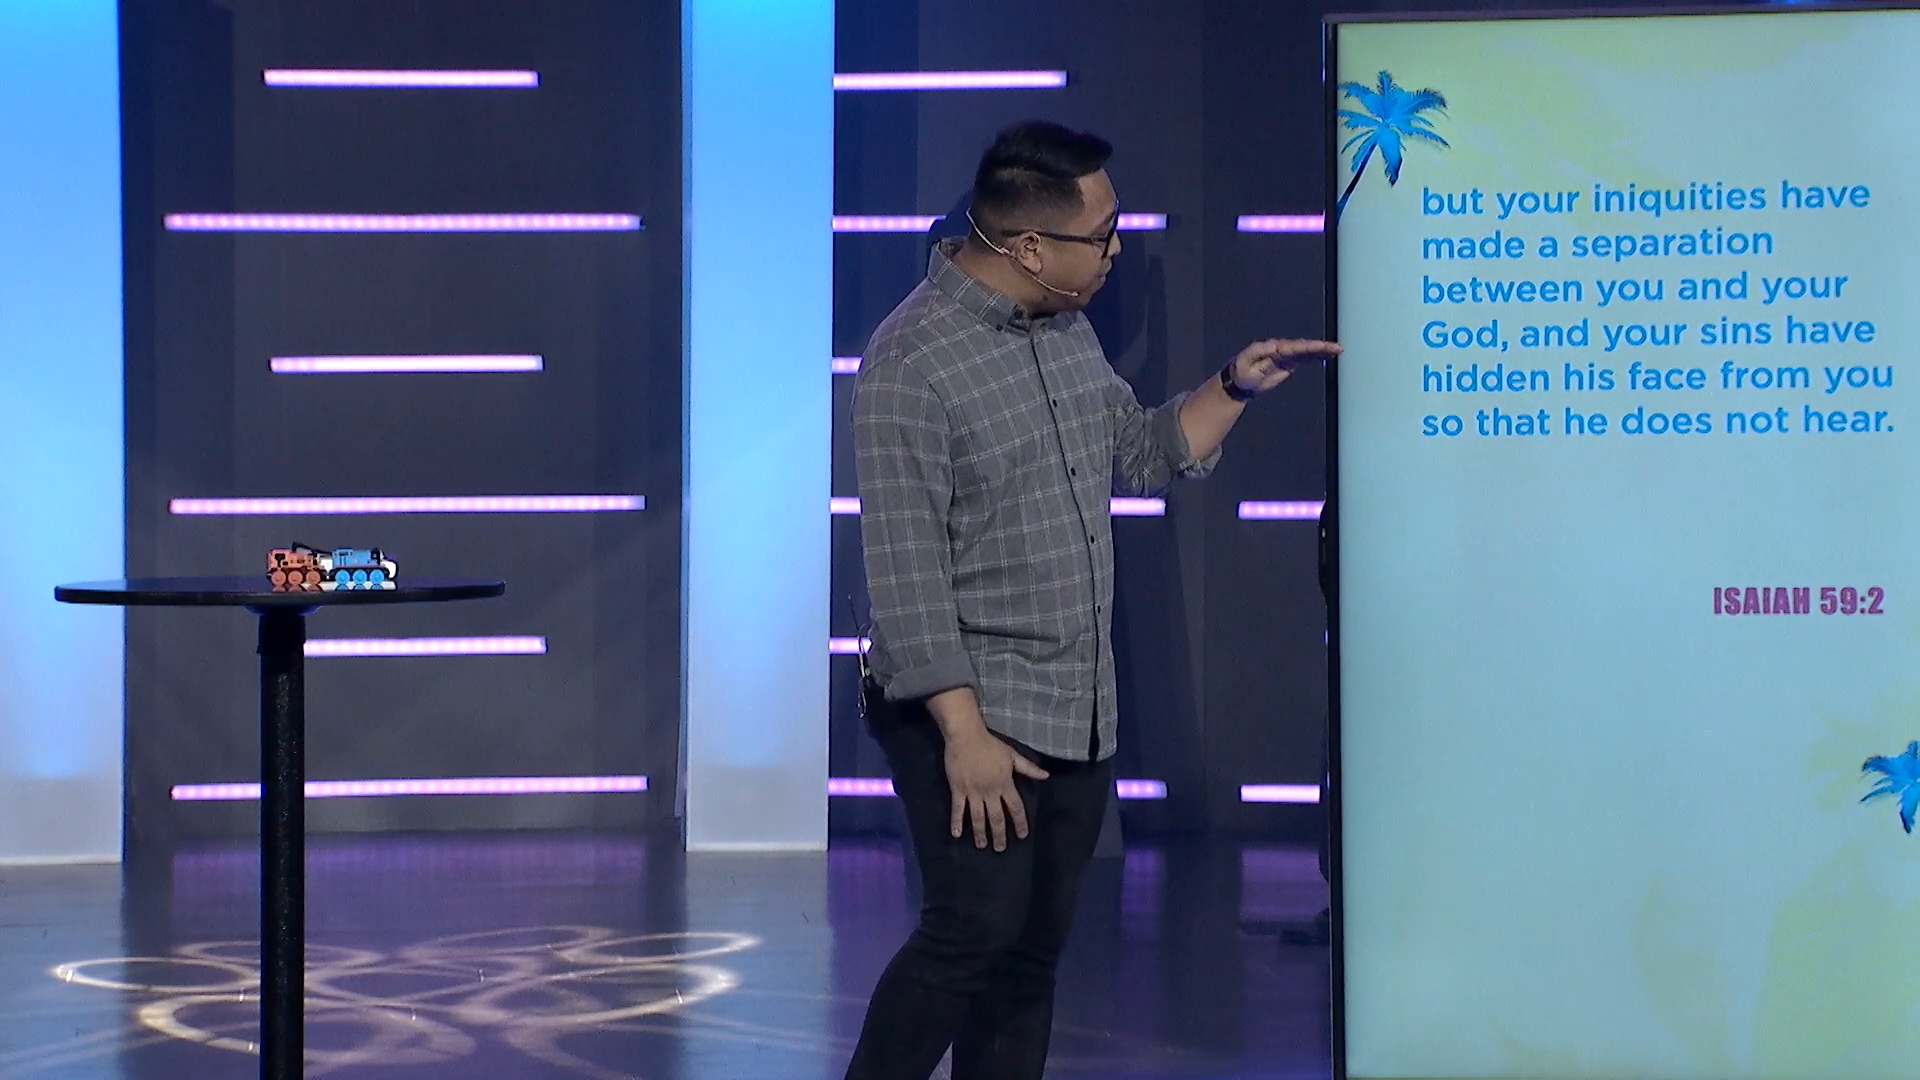 but your iniquities have
made a separation
between you and your
God, and your sins have
hidden his face from you
so that he does not hear.
ISAIAH 59:2